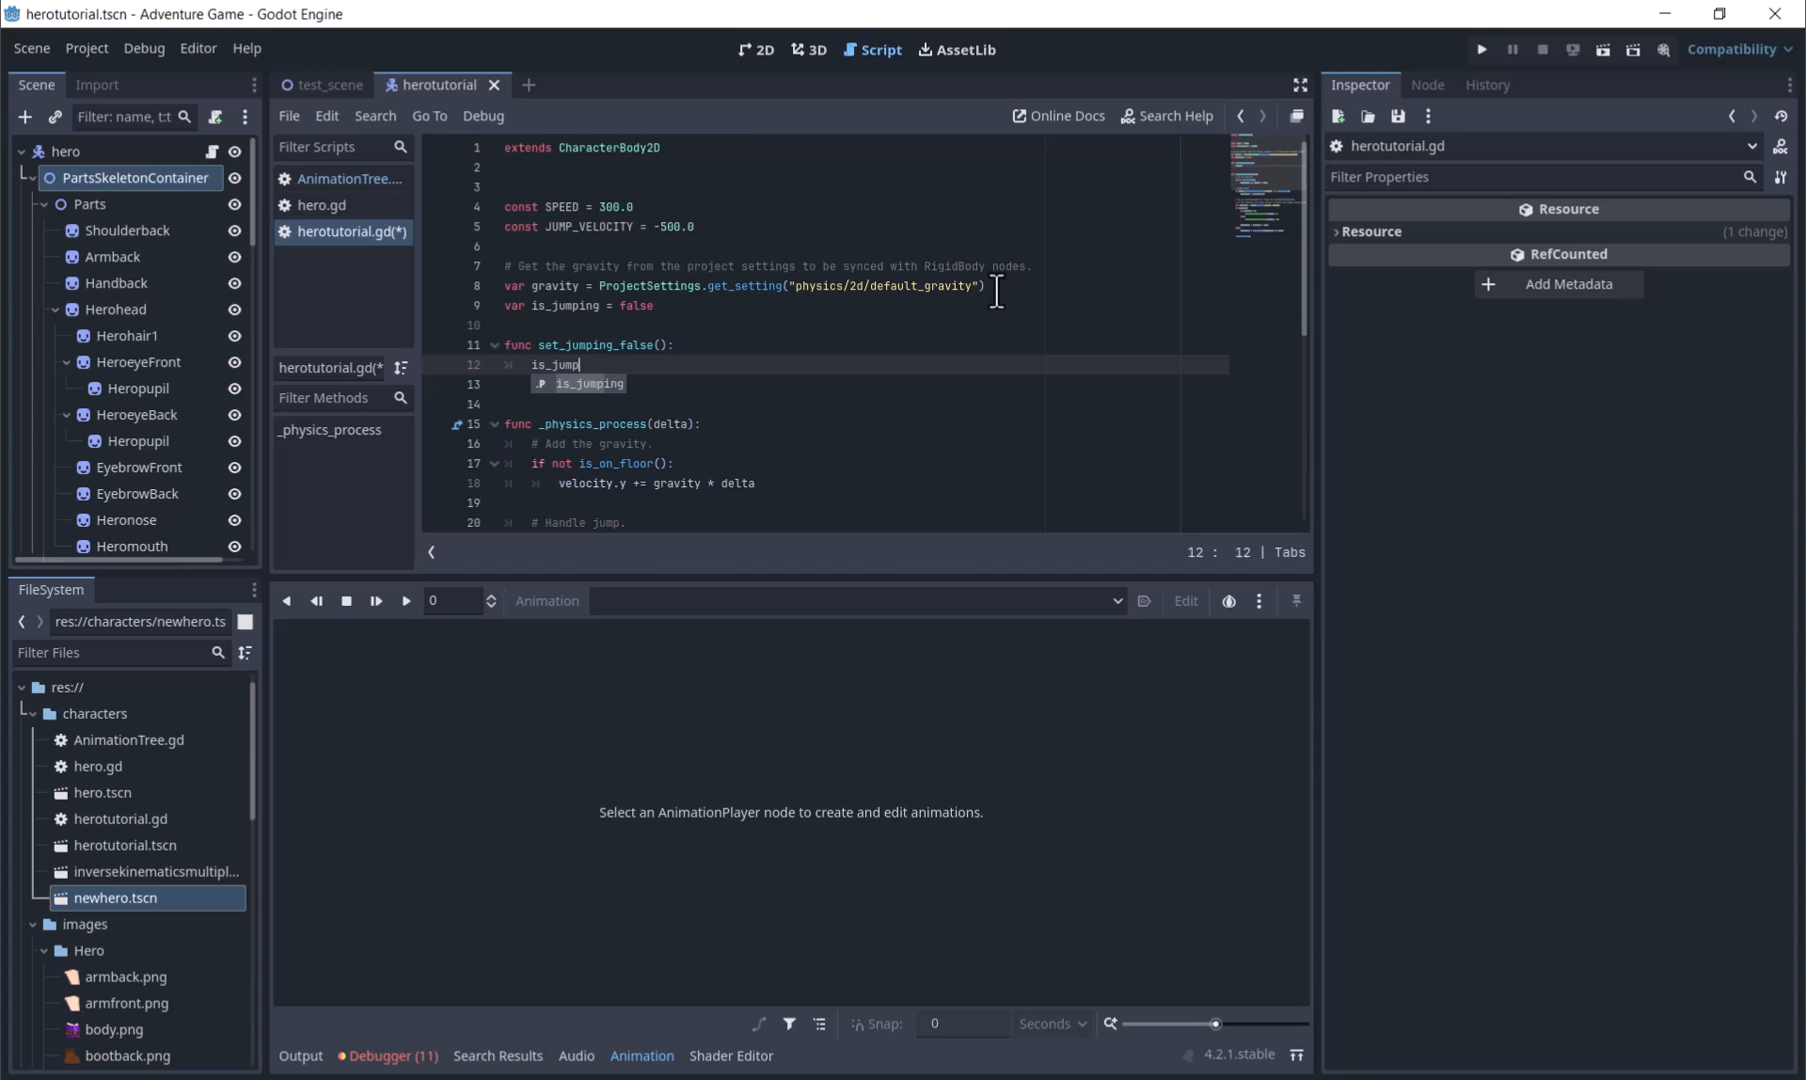 herotutorial.tscn - Adventure Game - Godot Engine
Scene Project Debug Editor Help
2D 3D Script AssetLib
Compatibility
Scene Import
Filter: name, t:t
hero
PartsSkeletonContainer
Parts
Shoulderback
Armback
Handback
Herohead
Herohair1
HeroeyeFront
Heropupil
HeroeyeBack
Heropupil
EyebrowFront
EyebrowBack
Heronose
Heromouth
FileSystem
res://characters/newhero.ts
Filter Files
res://
characters
AnimationTree.gd
hero.gd
hero.tscn
herotutorial.gd
herotutorial.tscn
inversekinematicsmultipl...
newhero.tscn
images
Hero
armback.png
armfront.png
body.png
bootback.png
test_scene herotutorial
File Edit Search Go To Debug
Online Docs Search Help
Filter Scripts
AnimationTree....
hero.gd
herotutorial.gd(*)
herotutorial.gd(*
Filter Methods
_physics_process
1 extends CharacterBody2D
2
3
4 const SPEED = 300.0
5 const JUMP_VELOCITY = -500.0
6
7 # Get the gravity from the project settings to be synced with RigidBody nodes.
8 var gravity = ProjectSettings.get_setting("physics/2d/default_gravity")
9 var is_jumping = false
10
11 func set_jumping_false():
12 is_jump
13 .P is_jumping
14
15 func _physics_process(delta):
16 # Add the gravity.
17 if not is_on_floor():
18 velocity.y += gravity * delta
19
20 # Handle jump.
12 : 12 | Tabs
0 Animation Edit
Select an AnimationPlayer node to create and edit animations.
Snap: 0 Seconds
Output Debugger (11) Search Results Audio Animation Shader Editor 4.2.1.stable
Inspector Node History
herotutorial.gd
Filter Properties
Resource
Resource (1 change)
RefCounted
Add Metadata